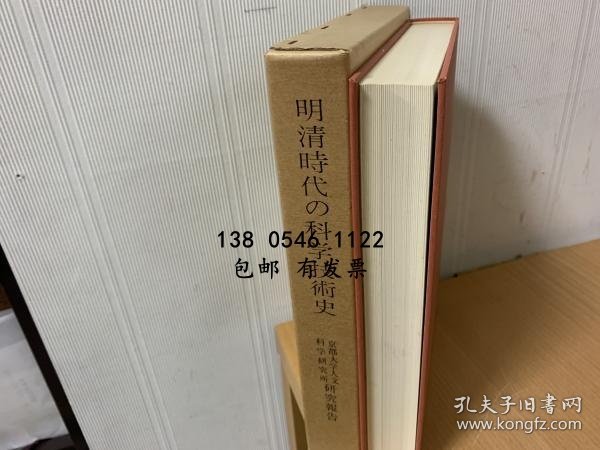 明清時代の科学技術史
京都大学人文
科学研究所
研究報告
138 0546 1122
包邮 有发票
孔夫子旧书网
www.kongfz.com